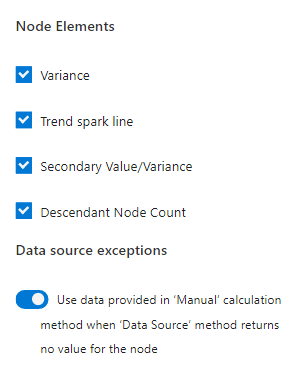 Node Elements
Variance
Trend spark line
Secondary Value/Variance
Descendant Node Count
Data source exceptions
Use data provided in ‘Manual’ calculation
method when ‘Data Source’ method returns
no value for the node